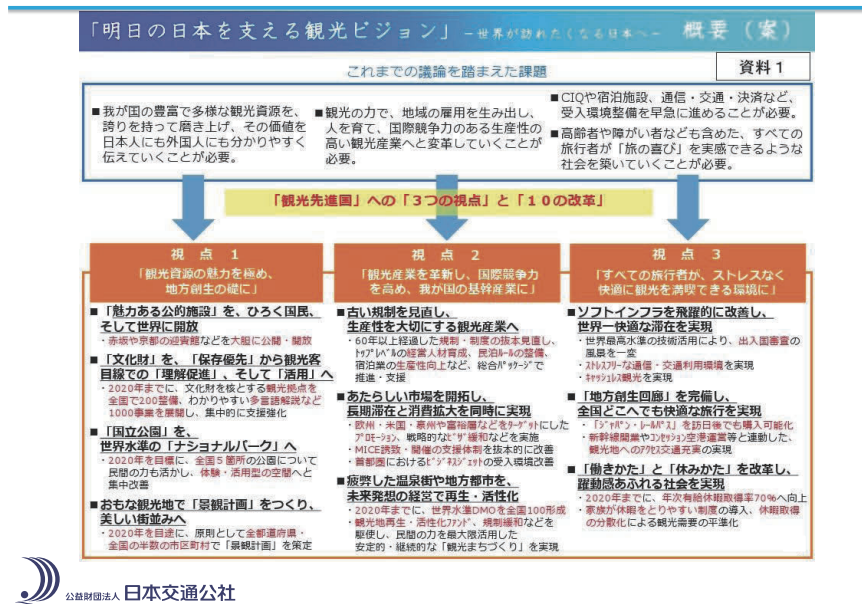 「明日の日本を支える観光ビジョン」 －世界が訪れたくなる日本へ－ 概要（案）
これまでの議論を踏まえた課題
資料１
■我が国の豊富で多様な観光資源を、
誇りを持って磨き上げ、その価値を
日本人にも外国人にも分かりやすく
伝えていくことが必要。
■観光の力で、地域の雇用を生み出し、
人を育て、国際競争力のある生産性の
高い観光産業へと変革していくことが
必要。
■CIQや宿泊施設、通信・交通・決済など、
受入環境整備を早急に進めることが必要。
■高齢者や障がい者なども含めた、すべての
旅行者が「旅の喜び」を実感できるような
社会を築いていくことが必要。
「観光先進国」への「３つの視点」と「１０の改革」
視 点 １
「観光資源の魅力を極め、
地方創生の礎に」
■「魅力ある公的施設」を、ひろく国民、
そして世界に開放
・赤坂や京都の迎賓館などを大胆に公開・開放
■「文化財」を、「保存優先」から観光客
目線での「理解促進」、そして「活用」へ
・2020年までに、文化財を核とする観光拠点を
全国で200整備、わかりやすい多言語解説など
1000事業を展開し、集中的に支援強化
■「国立公園」を、
世界水準の「ナショナルパーク」へ
・2020年を目標に、全国５箇所の公園について
民間の力も活かし、体験・活用型の空間へと
集中改善
■おもな観光地で「景観計画」をつくり、
美しい街並みへ
・2020年を目途に、原則として全都道府県・
全国の半数の市区町村で「景観計画」を策定
視 点 ２
「観光産業を革新し、国際競争力
を高め、我が国の基幹産業に」
■古い規制を見直し、
生産性を大切にする観光産業へ
・60年以上経過した規制・制度の抜本見直し、
トップレベルの経営人材育成、民泊ルールの整備、
宿泊業の生産性向上など、総合パッケージで
推進・支援
■あたらしい市場を開拓し、
長期滞在と消費拡大を同時に実現
・欧州・米国・豪州や富裕層などをターゲットにした
プロモーション、戦略的なビザ緩和などを実施
・MICE誘致・開催の支援体制を抜本的に改善
・首都圏におけるビジネスジェットの受入環境改善
■疲弊した温泉街や地方都市を、
未来発想の経営で再生・活性化
・2020年までに、世界水準DMOを全国100形成
・観光地再生・活性化ファンド、規制緩和などを
駆使し、民間の力を最大限活用した
安定的・継続的な「観光まちづくり」を実現
視 点 ３
「すべての旅行者が、ストレスなく
快適に観光を満喫できる環境に」
■ソフトインフラを飛躍的に改善し、
世界一快適な滞在を実現
・世界最高水準の技術活用により、出入国審査の
風景を一変
・ストレスフリーな通信・交通利用環境を実現
・キャッシュレス観光を実現
■「地方創生回廊」を完備し、
全国どこへでも快適な旅行を実現
・「ジャパン・レールパス」を訪日後でも購入可能化
・新幹線開業やコンセッション空港運営等と連動した、
観光地へのアクセス交通充実の実現
■「働きかた」と「休みかた」を改革し、
躍動感あふれる社会を実現
・2020年までに、年次有給休暇取得率70%へ向上
・家族が休暇をとりやすい制度の導入、休暇取得
の分散化による観光需要の平準化
公益財団法人 日本交通公社